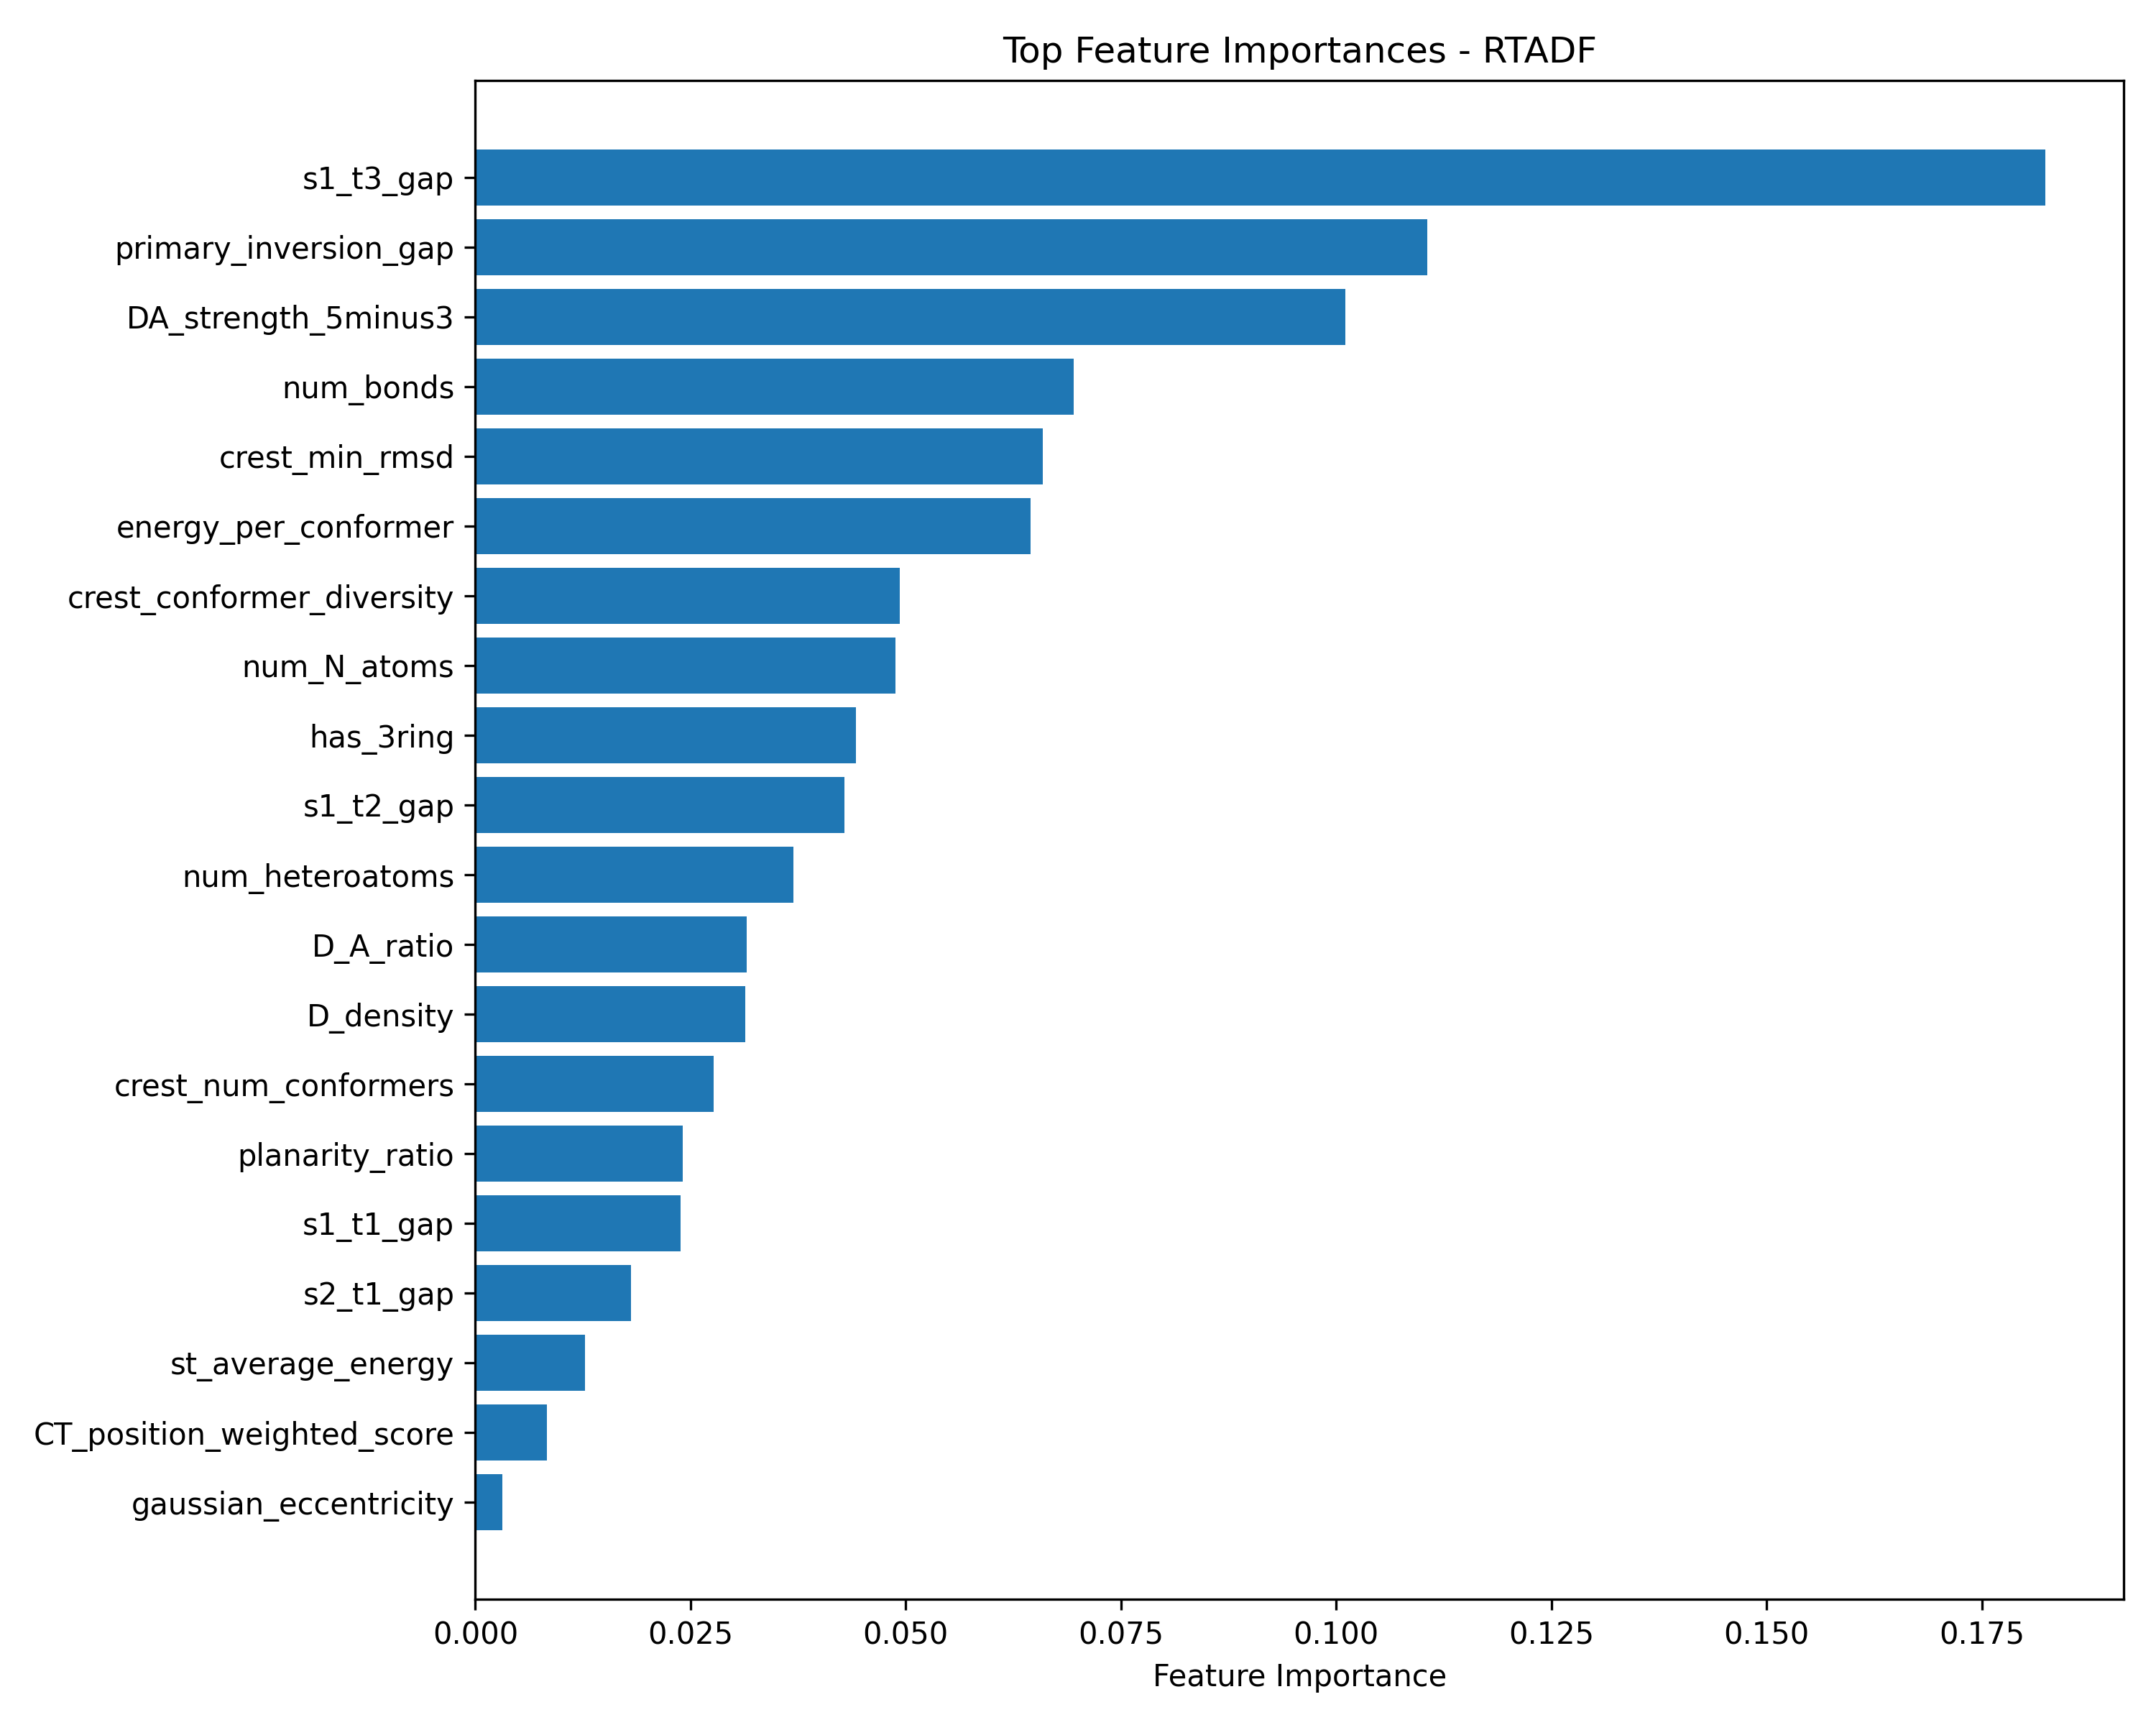 Top Feature Importances - RTADF
s1_t3_gap
primary_inversion_gap
DA_strength_5minus3
num_bonds
crest_min_rmsd
energy_per_conformer
crest_conformer_diversity
num_N_atoms
has_3ring
s1_t2_gap
num_heteroatoms
D_A_ratio
D_density
crest_num_conformers
planarity_ratio
s1_t1_gap
s2_t1_gap
st_average_energy
CT_position_weighted_score
gaussian_eccentricity
0.000 0.025 0.050 0.075 0.100 0.125 0.150 0.175
Feature Importance